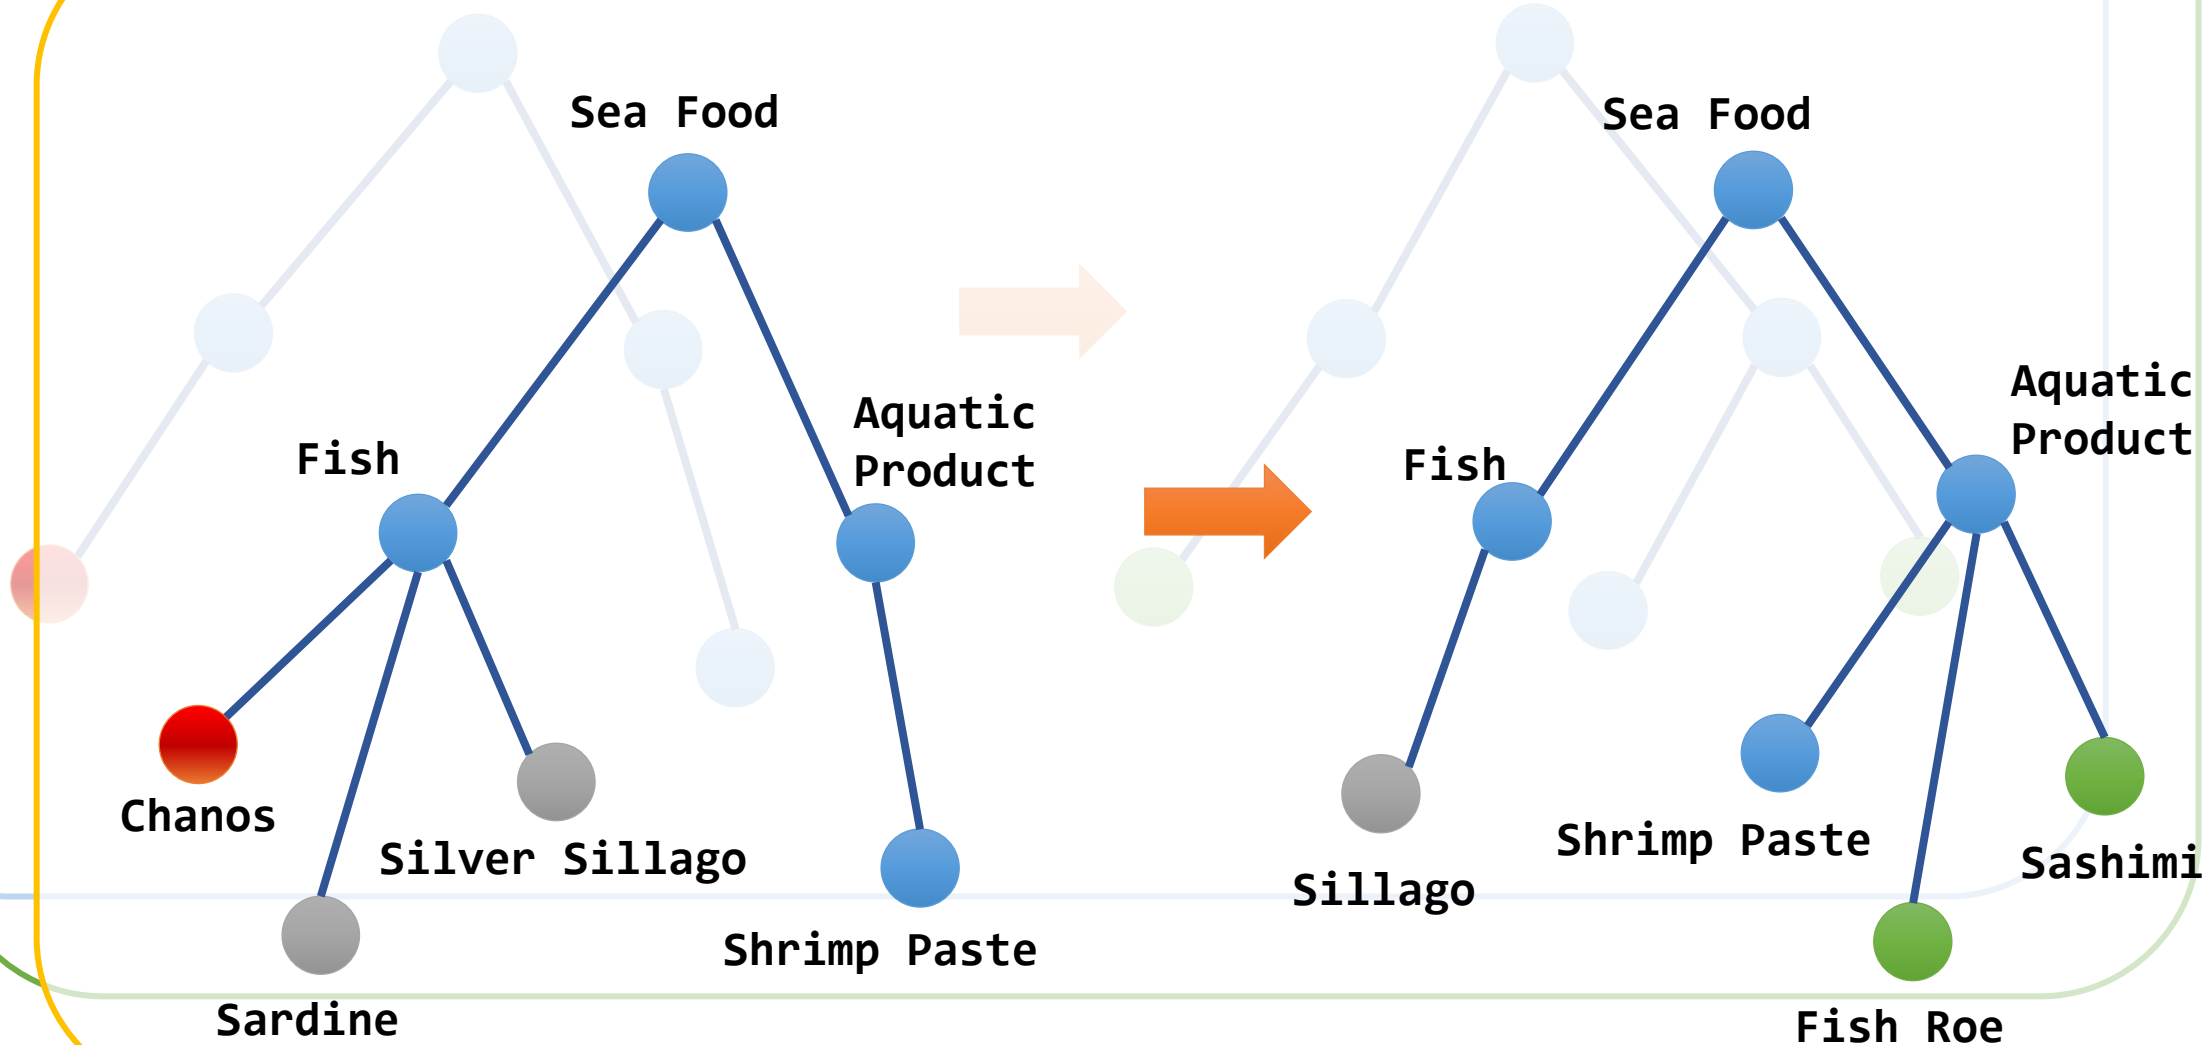 Sea Food
Fish
Aquatic
Product
Chanos
Silver Sillago
Sardine
Shrimp Paste
Sea Food
Fish
Aquatic
Product
Sillago
Shrimp Paste
Sashimi
Fish Roe